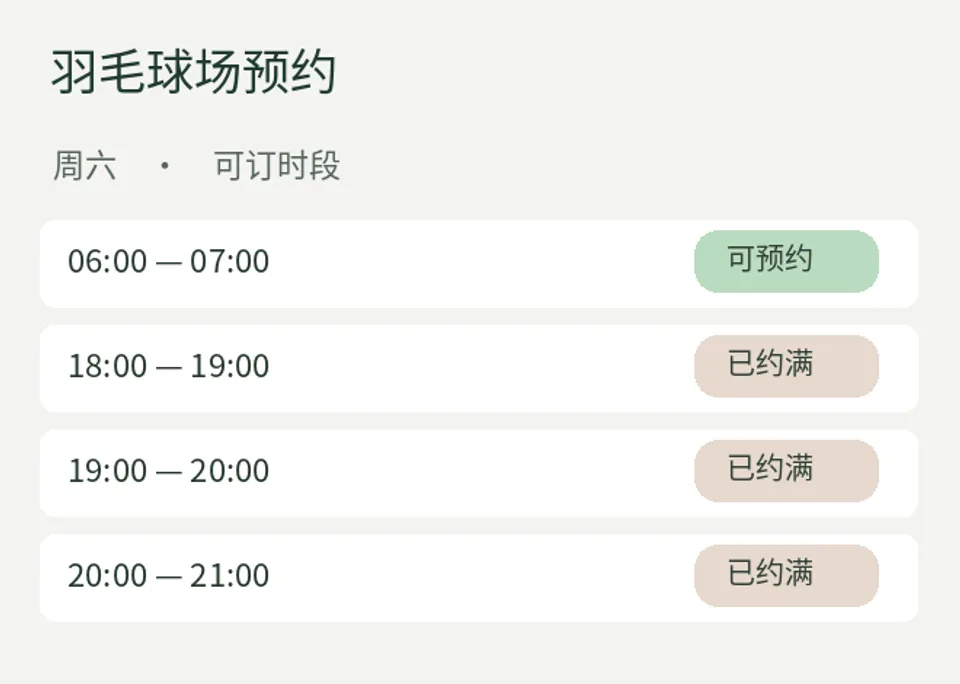 羽毛球场预约
周六 · 可订时段
06:00 — 07:00 可预约
18:00 — 19:00 已约满
19:00 — 20:00 已约满
20:00 — 21:00 已约满